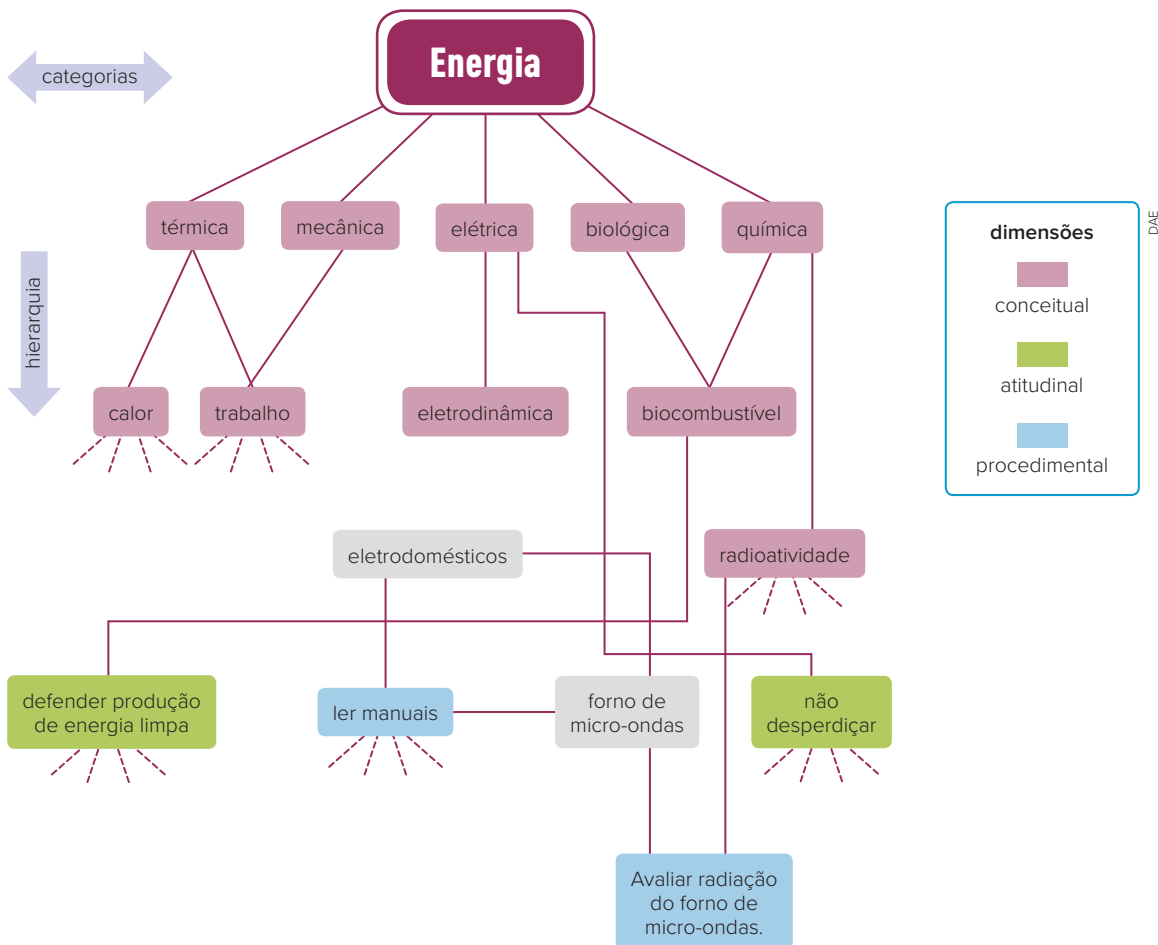 Energia
categorias
térmica
mecânica
elétrica
biológica
química
hierarquia
calor
trabalho
eletrodinâmica
biocombustível
eletrodomésticos
radioatividade
defender produção
de energia limpa
ler manuais
forno de
micro-ondas
não
desperdiçar
Avaliar radiação
do forno de
micro-ondas.
dimensões
conceitual
atitudinal
procedimental
DAE